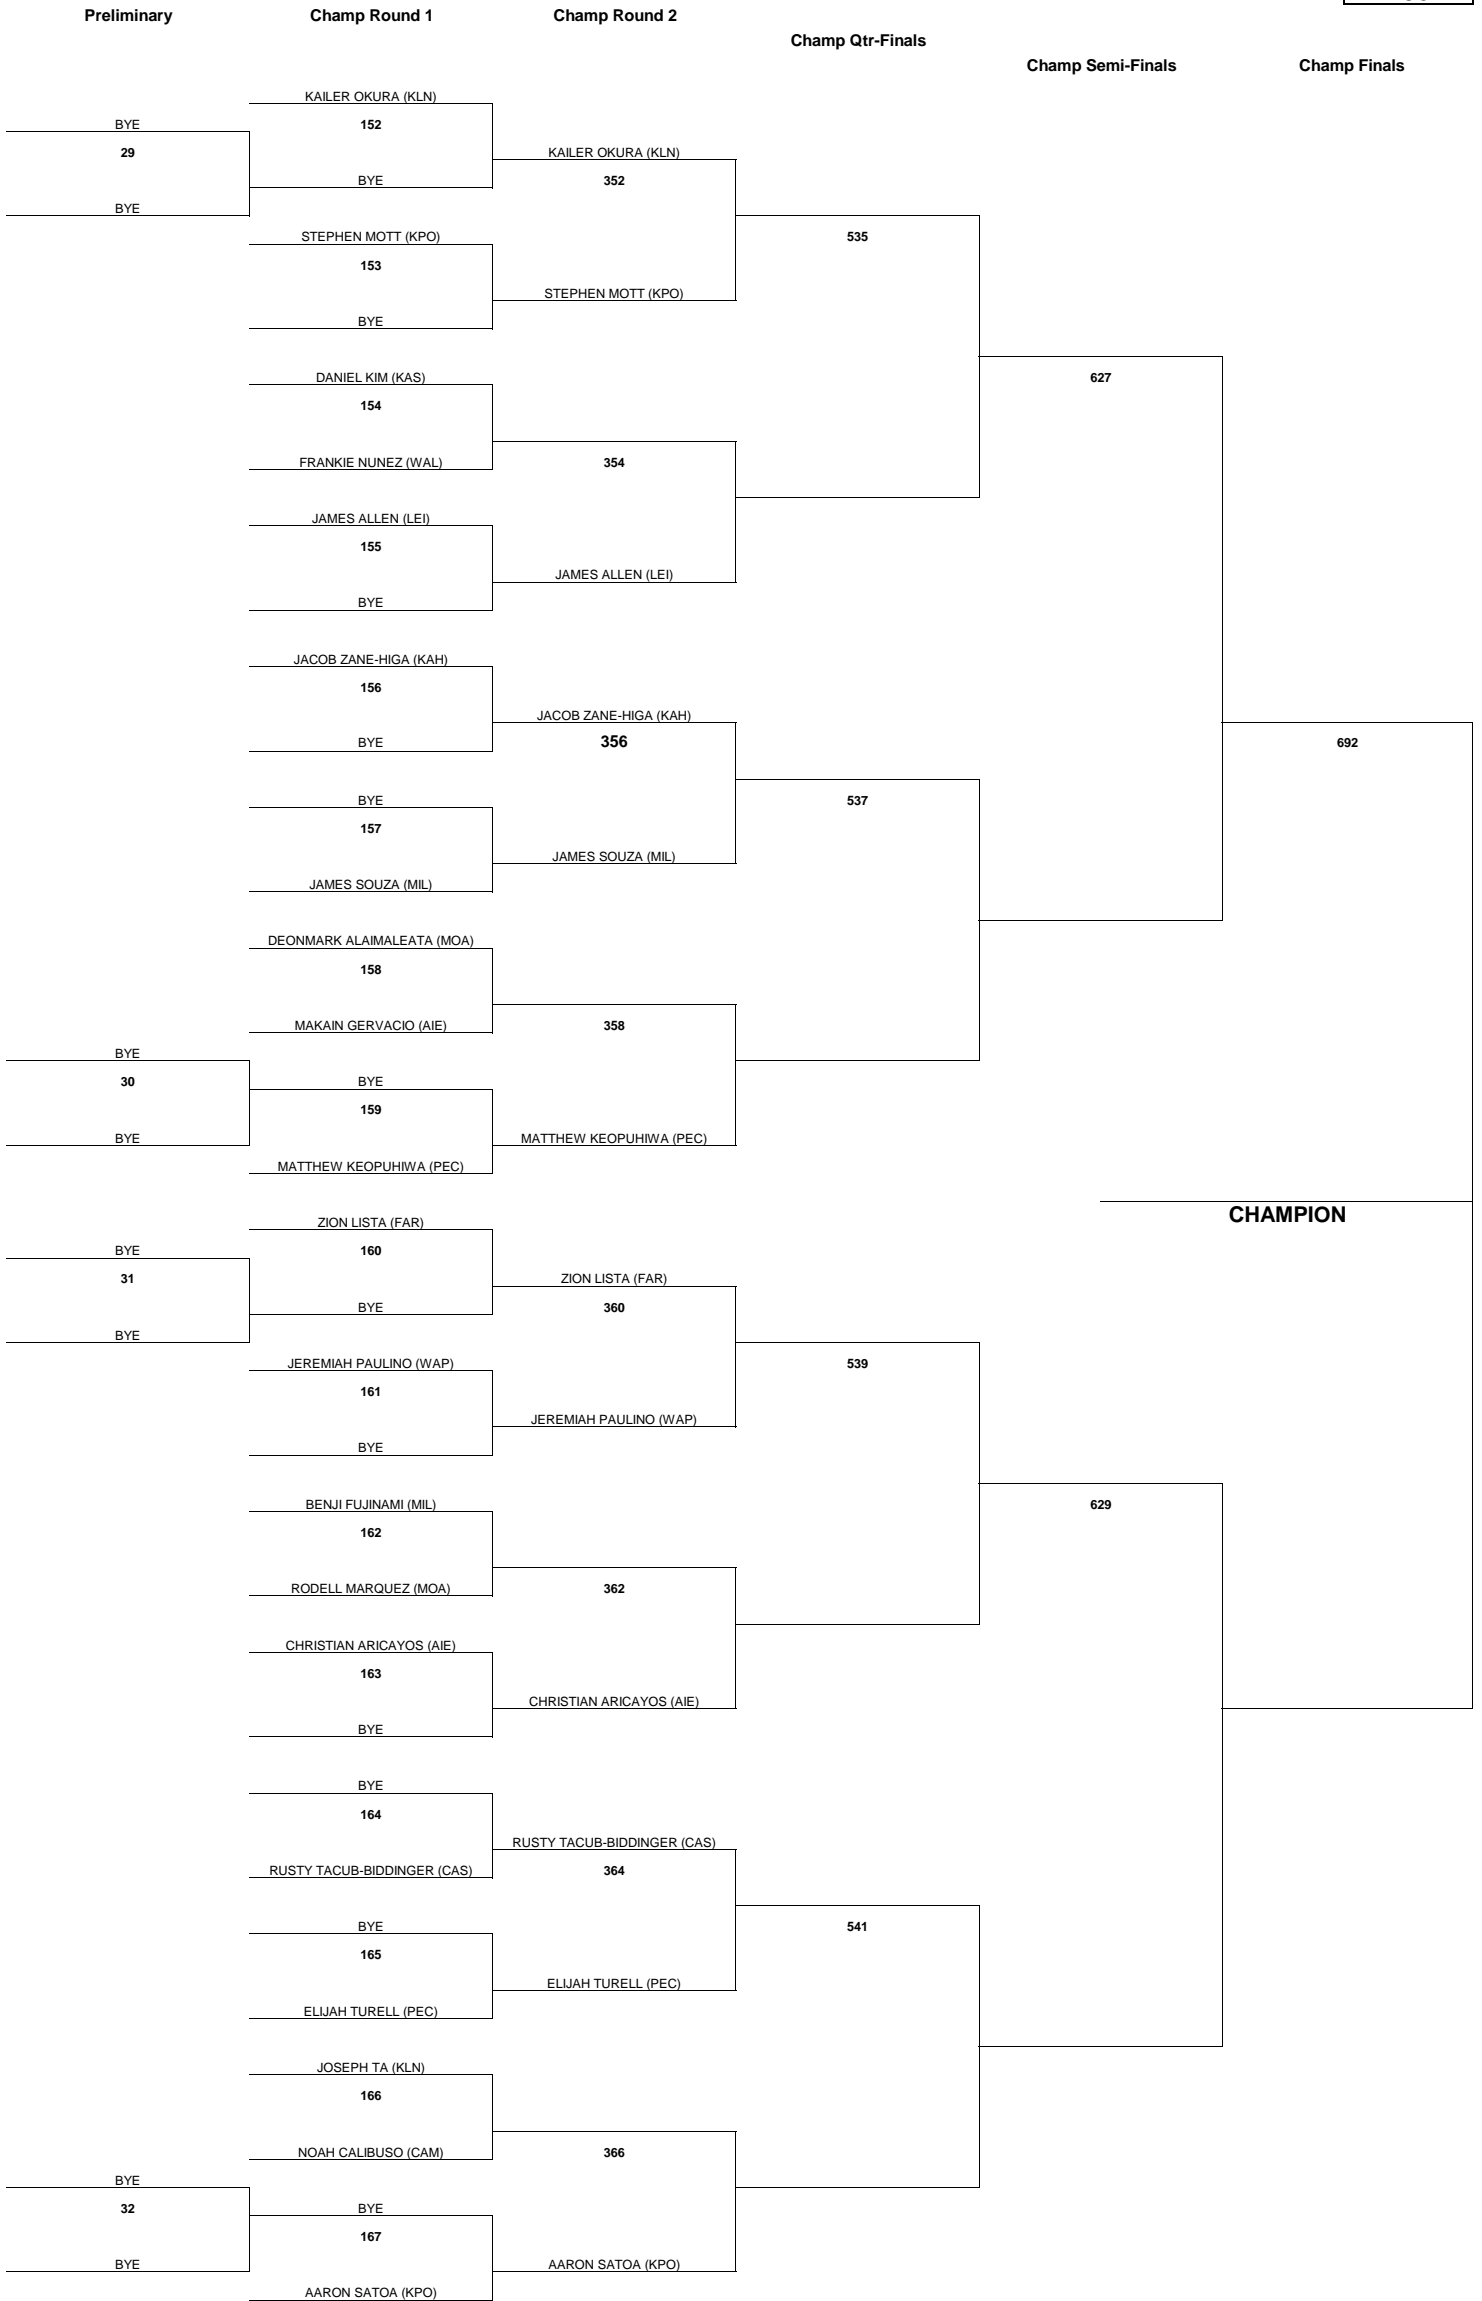 Preliminary
Champ Round 1
Champ Round 2
Champ Qtr-Finals
Champ Semi-Finals
Champ Finals
KAILER OKURA (KLN)
BYE
152
29
KAILER OKURA (KLN)
BYE
352
BYE
STEPHEN MOTT (KPO)
535
153
STEPHEN MOTT (KPO)
BYE
DANIEL KIM (KAS)
627
154
FRANKIE NUNEZ (WAL)
354
JAMES ALLEN (LEI)
155
JAMES ALLEN (LEI)
BYE
JACOB ZANE-HIGA (KAH)
156
JACOB ZANE-HIGA (KAH)
BYE
356
692
BYE
537
157
JAMES SOUZA (MIL)
JAMES SOUZA (MIL)
DEONMARK ALAIMALEATA (MOA)
158
MAKAIN GERVACIO (AIE)
358
BYE
30
BYE
159
BYE
MATTHEW KEOPUHIWA (PEC)
MATTHEW KEOPUHIWA (PEC)
CHAMPION
ZION LISTA (FAR)
BYE
160
31
ZION LISTA (FAR)
BYE
360
BYE
JEREMIAH PAULINO (WAP)
539
161
JEREMIAH PAULINO (WAP)
BYE
BENJI FUJINAMI (MIL)
629
162
RODELL MARQUEZ (MOA)
362
CHRISTIAN ARICAYOS (AIE)
163
CHRISTIAN ARICAYOS (AIE)
BYE
BYE
164
RUSTY TACUB-BIDDINGER (CAS)
RUSTY TACUB-BIDDINGER (CAS)
364
BYE
541
165
ELIJAH TURELL (PEC)
ELIJAH TURELL (PEC)
JOSEPH TA (KLN)
166
NOAH CALIBUSO (CAM)
366
BYE
32
BYE
167
BYE
AARON SATOA (KPO)
AARON SATOA (KPO)